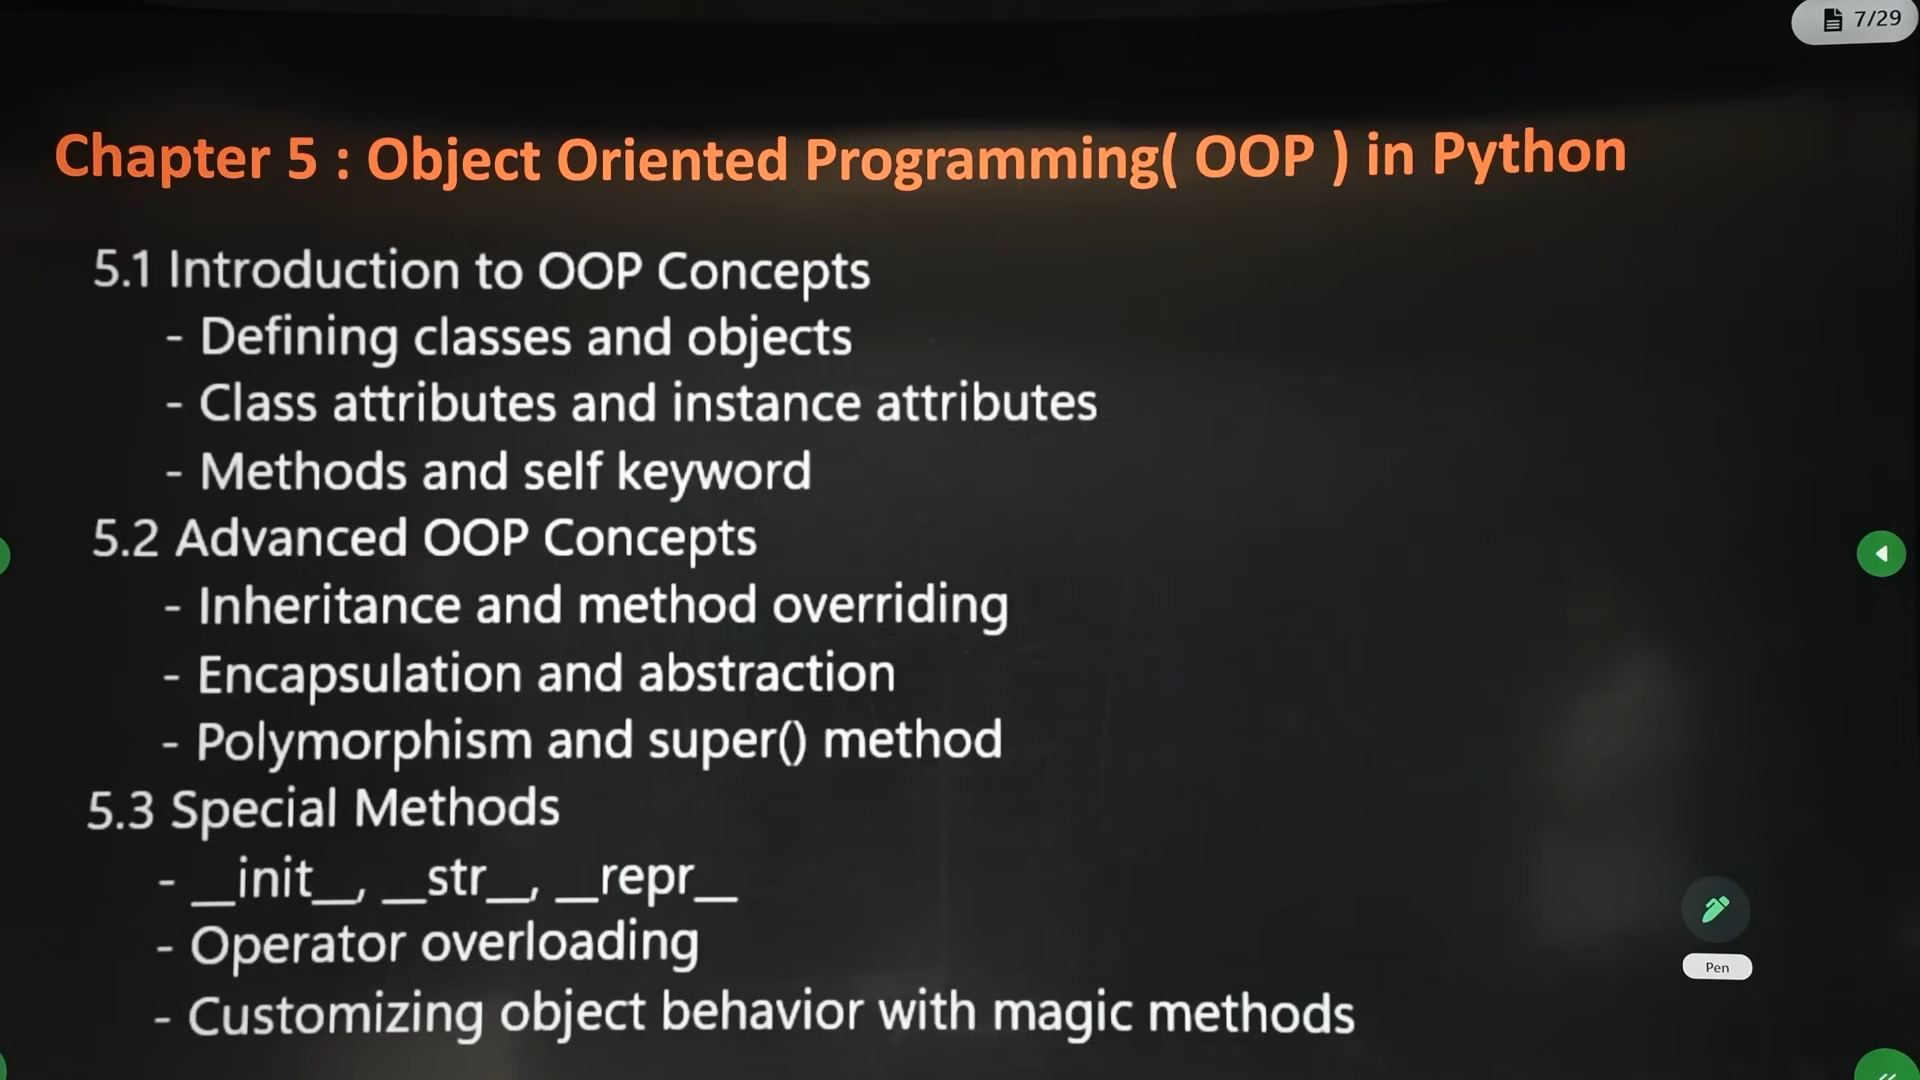 7/29
Chapter 5 : Object Oriented Programming( OOP ) in Python
5.1 Introduction to OOP Concepts
- Defining classes and objects
- Class attributes and instance attributes
- Methods and self keyword
5.2 Advanced OOP Concepts
- Inheritance and method overriding
- Encapsulation and abstraction
- Polymorphism and super() method
5.3 Special Methods
- __init__, __str__, __repr__
- Operator overloading
Pen
- Customizing object behavior with magic methods